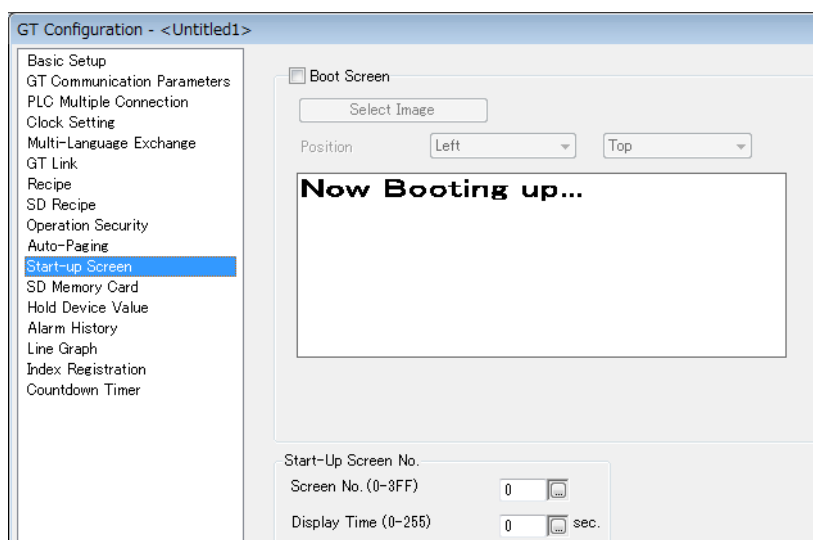 GT Configuration - <Untitled1>
Basic Setup
GT Communication Parameters
PLC Multiple Connection
Clock Setting
Multi-Language Exchange
GT Link
Recipe
SD Recipe
Operation Security
Auto-Paging
Start-up Screen
SD Memory Card
Hold Device Value
Alarm History
Line Graph
Index Registration
Countdown Timer
Boot Screen
Select Image
Position Left Top
Now Booting up...
Start-Up Screen No.
Screen No. (0-3FF) 0 ...
Display Time (0-255) 0 ... sec.